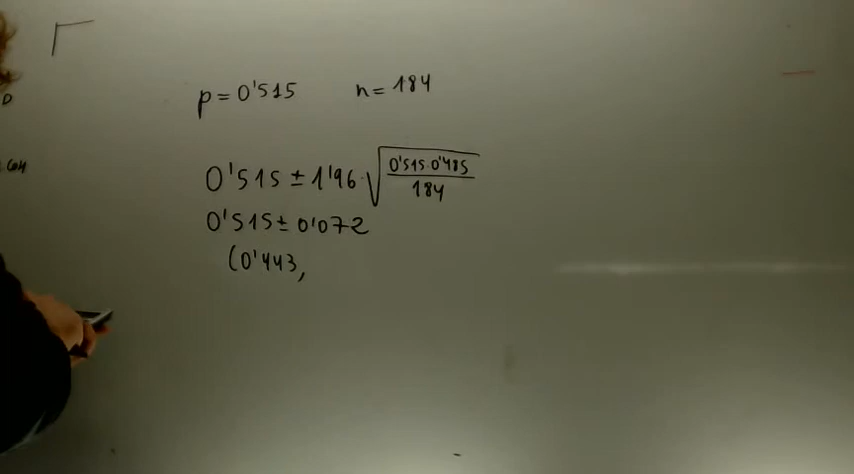 p = 0'515 n = 184
0'515 ± 1'96 · √(0'515·0'485/184)
0'515 ± 0'072
(0'443,